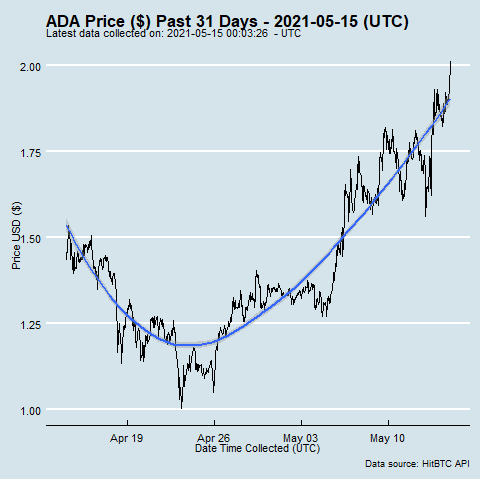 ADA Price ($) Past 31 Days - 2021-05-15 (UTC)
Latest data collected on: 2021-05-15 00:03:26 - UTC
2.00
1.75
1.50
1.25
1.00
Price USD ($)
Apr 19 Apr 26 May 03 May 10
Date Time Collected (UTC)
Data source: HitBTC API